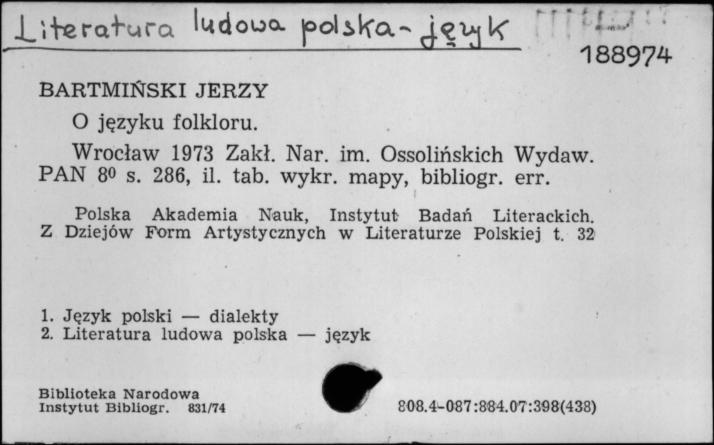 Literatura ludowa polska - język
188974
BARTMIŃSKI JERZY
O języku folkloru.
Wrocław 1973 Zakł. Nar. im. Ossolińskich Wydaw.
PAN 8⁰ s. 286, il. tab. wykr. mapy, bibliogr. err.
Polska Akademia Nauk, Instytut Badań Literackich.
Z Dziejów Form Artystycznych w Literaturze Polskiej t. 32
1. Język polski — dialekty
2. Literatura ludowa polska — język
Biblioteka Narodowa
Instytut Bibliogr. 831/74
808.4-087:884.07:398(438)